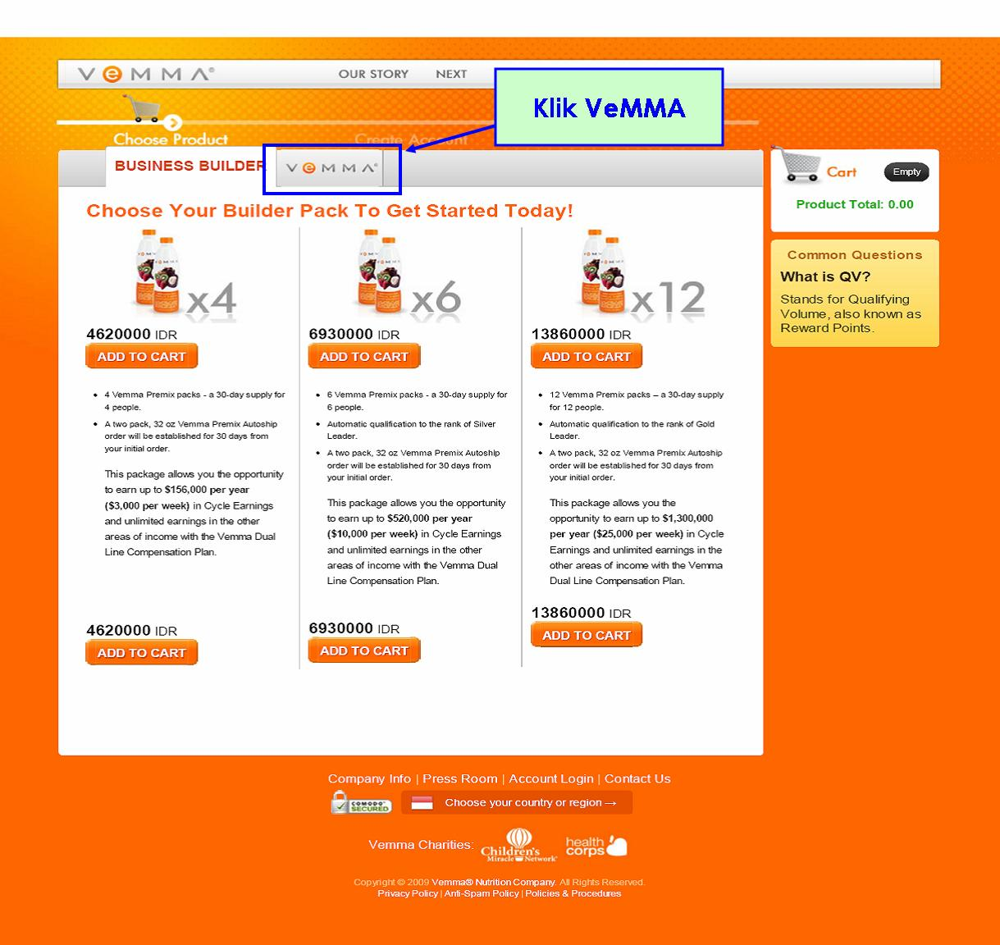 VEMMA®
OUR STORY NEXT
Klik VeMMA
Choose Product
Create Account
BUSINESS BUILDER
VEMMA®
Cart Empty
Product Total: 0.00
Common Questions
What is QV?
Stands for Qualifying
Volume, also known as
Reward Points.
Choose Your Builder Pack To Get Started Today!
x4
4620000 IDR
ADD TO CART
• 4 Vemma Premix packs - a 30-day supply for
4 people.
• A two pack, 32 oz Vemma Premix Autoship
order will be established for 30 days from
your initial order.
This package allows you the opportunity
to earn up to $156,000 per year
($3,000 per week) in Cycle Earnings
and unlimited earnings in the other
areas of income with the Vemma Dual
Line Compensation Plan.
4620000 IDR
ADD TO CART
x6
6930000 IDR
ADD TO CART
• 6 Vemma Premix packs - a 30-day supply for
6 people.
• Automatic qualification to the rank of Silver
Leader.
• A two pack, 32 oz Vemma Premix Autoship
order will be established for 30 days from
your initial order.
This package allows you the opportunity
to earn up to $520,000 per year
($10,000 per week) in Cycle Earnings
and unlimited earnings in the other
areas of income with the Vemma Dual
Line Compensation Plan.
6930000 IDR
ADD TO CART
x12
13860000 IDR
ADD TO CART
• 12 Vemma Premix packs – a 30-day supply
for 12 people.
• Automatic qualification to the rank of Gold
Leader.
• A two pack, 32 oz Vemma Premix Autoship
order will be established for 30 days from
your initial order.
This package allows you the
opportunity to earn up to $1,300,000
per year ($25,000 per week) in Cycle
Earnings and unlimited earnings in the
other areas of income with the Vemma
Dual Line Compensation Plan.
13860000 IDR
ADD TO CART
Company Info | Press Room | Account Login | Contact Us
COMODO
SECURED
Choose your country or region →
Vemma Charities:
Children's
Miracle Network
health
corps
Copyright © 2009 Vemma® Nutrition Company. All Rights Reserved.
Privacy Policy | Anti-Spam Policy | Policies & Procedures